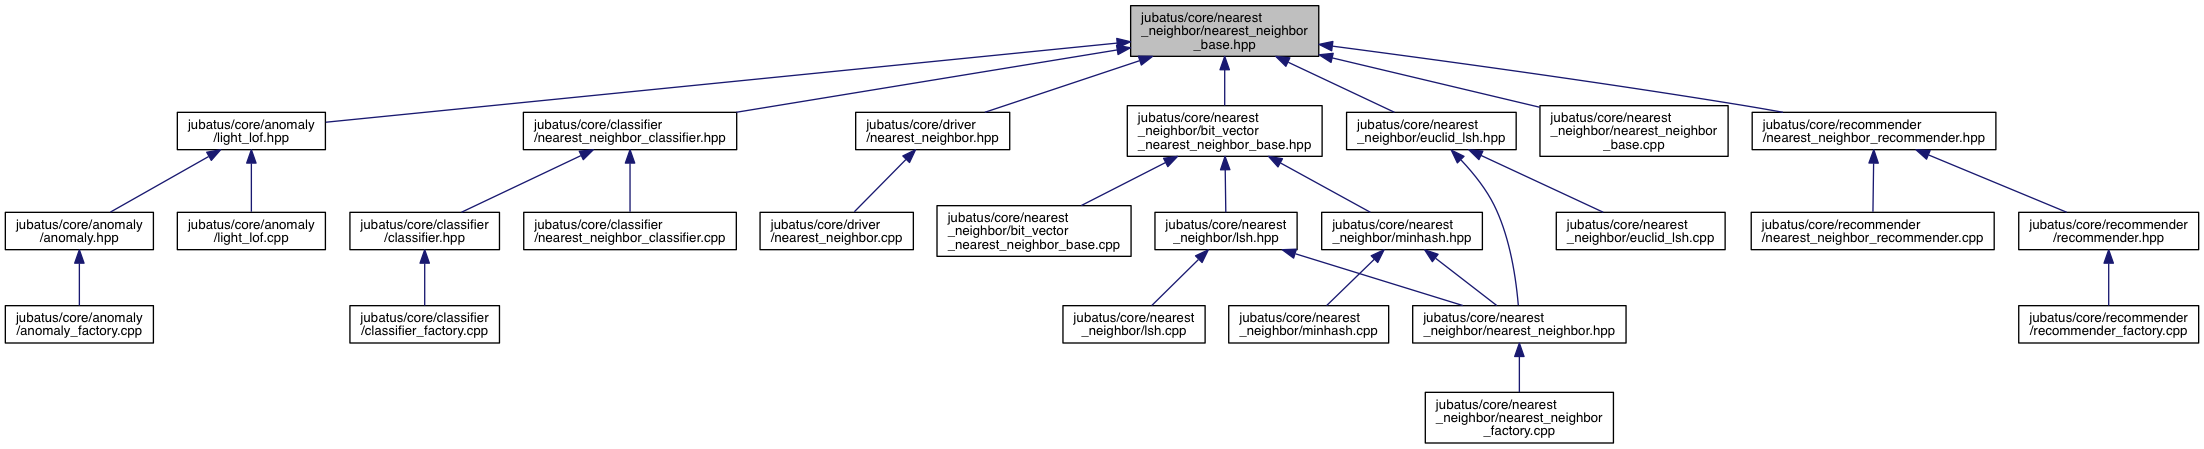 jubatus/core/nearest
_neighbor/nearest_neighbor
_base.hpp
jubatus/core/anomaly
/light_lof.hpp
jubatus/core/classifier
/nearest_neighbor_classifier.hpp
jubatus/core/driver
/nearest_neighbor.hpp
jubatus/core/nearest
_neighbor/bit_vector
_nearest_neighbor_base.hpp
jubatus/core/nearest
_neighbor/euclid_lsh.hpp
jubatus/core/nearest
_neighbor/nearest_neighbor
_base.cpp
jubatus/core/recommender
/nearest_neighbor_recommender.hpp
jubatus/core/anomaly
/anomaly.hpp
jubatus/core/anomaly
/light_lof.cpp
jubatus/core/classifier
/classifier.hpp
jubatus/core/classifier
/nearest_neighbor_classifier.cpp
jubatus/core/driver
/nearest_neighbor.cpp
jubatus/core/nearest
_neighbor/bit_vector
_nearest_neighbor_base.cpp
jubatus/core/nearest
_neighbor/lsh.hpp
jubatus/core/nearest
_neighbor/minhash.hpp
jubatus/core/nearest
_neighbor/euclid_lsh.cpp
jubatus/core/recommender
/nearest_neighbor_recommender.cpp
jubatus/core/recommender
/recommender.hpp
jubatus/core/anomaly
/anomaly_factory.cpp
jubatus/core/classifier
/classifier_factory.cpp
jubatus/core/nearest
_neighbor/lsh.cpp
jubatus/core/nearest
_neighbor/minhash.cpp
jubatus/core/nearest
_neighbor/nearest_neighbor.hpp
jubatus/core/recommender
/recommender_factory.cpp
jubatus/core/nearest
_neighbor/nearest_neighbor
_factory.cpp